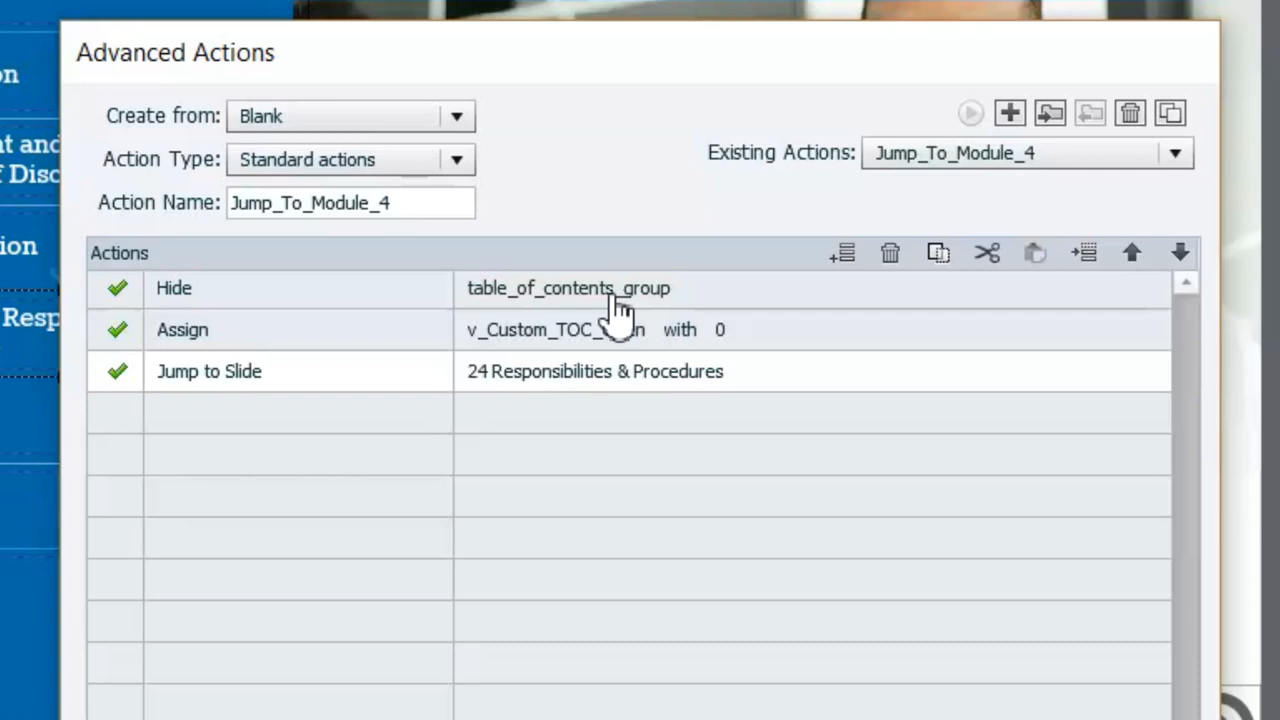 Advanced Actions
Create from: Blank
Action Type: Standard actions
Existing Actions: Jump_To_Module_4
Action Name: Jump_To_Module_4
Actions
Hide table_of_contents_group
Assign with 0
Jump to Slide 24 Responsibilities & Procedures